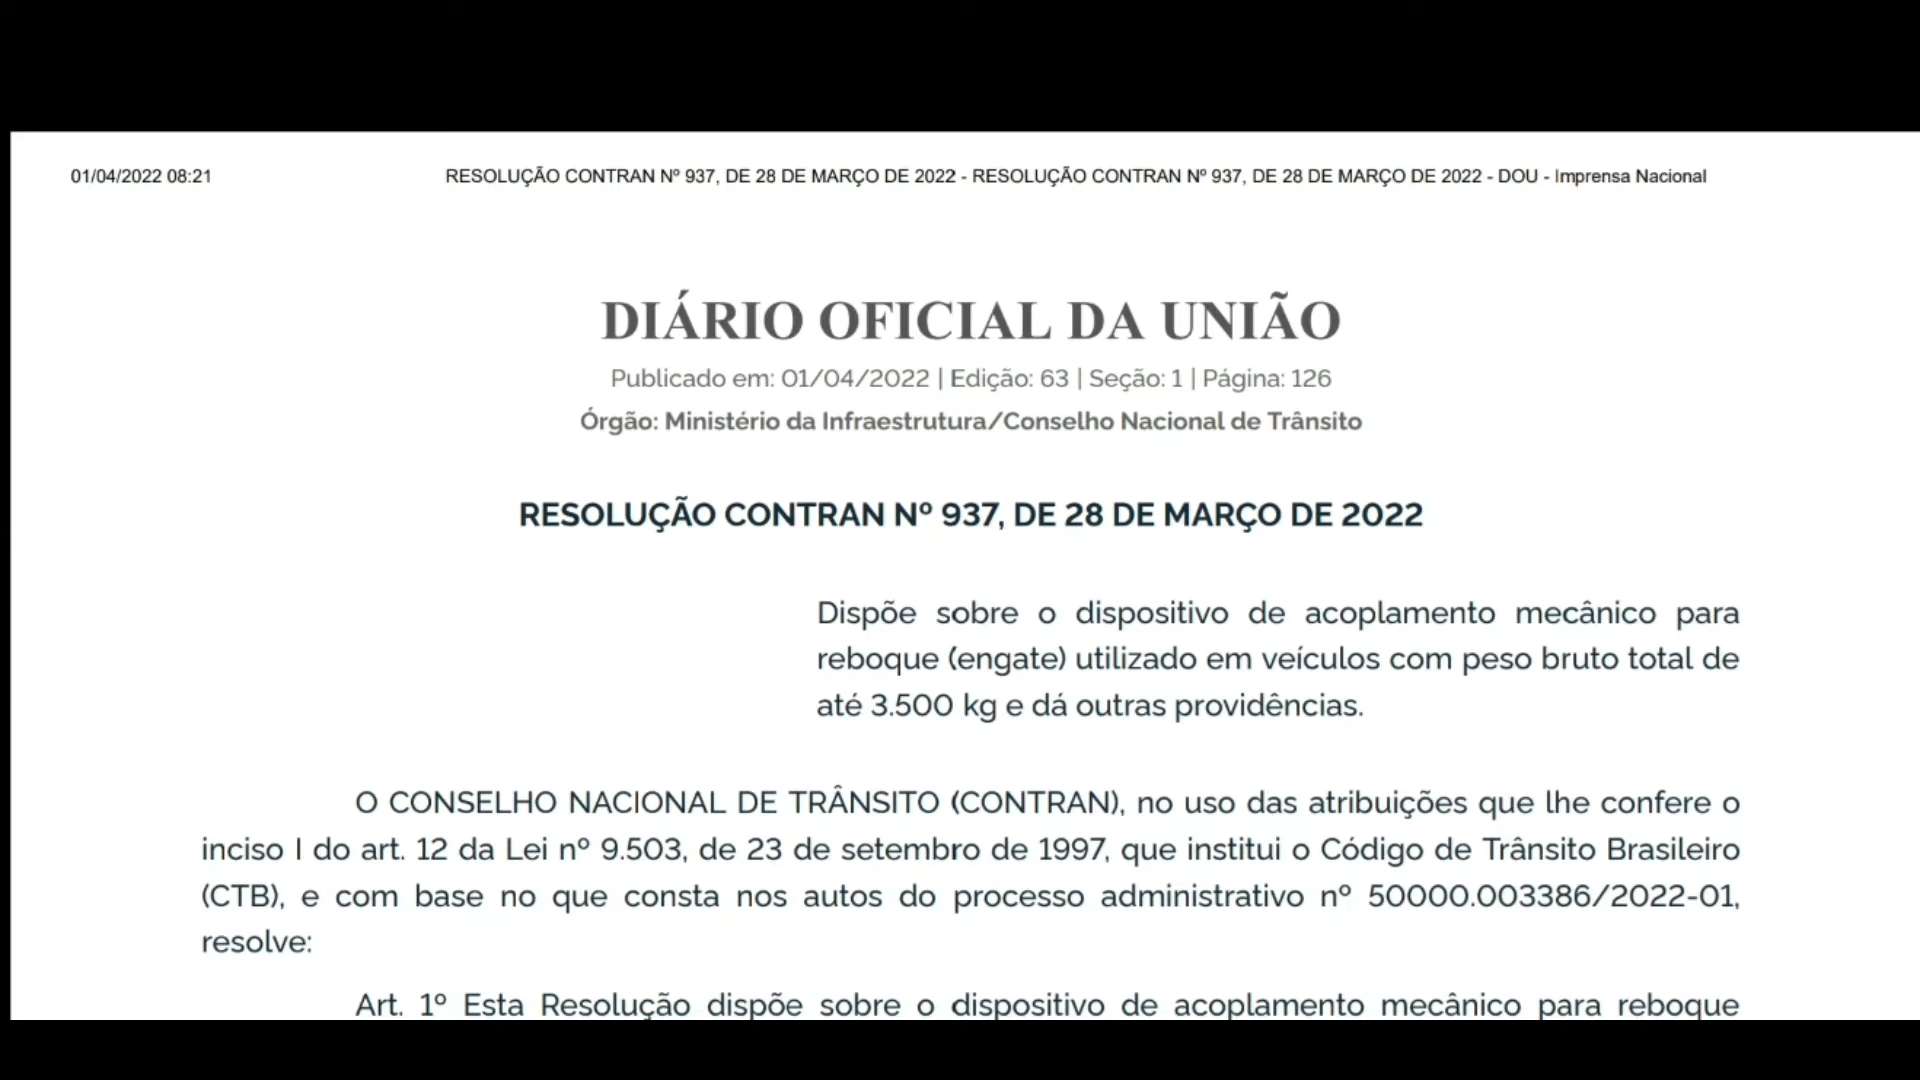 01/04/2022 08:21
RESOLUÇÃO CONTRAN Nº 937, DE 28 DE MARÇO DE 2022 - RESOLUÇÃO CONTRAN Nº 937, DE 28 DE MARÇO DE 2022 - DOU - Imprensa Nacional
DIÁRIO OFICIAL DA UNIÃO
Publicado em: 01/04/2022 | Edição: 63 | Seção: 1 | Página: 126
Órgão: Ministério da Infraestrutura/Conselho Nacional de Trânsito
RESOLUÇÃO CONTRAN Nº 937, DE 28 DE MARÇO DE 2022
Dispõe sobre o dispositivo de acoplamento mecânico para
reboque (engate) utilizado em veículos com peso bruto total de
até 3.500 kg e dá outras providências.
O CONSELHO NACIONAL DE TRÂNSITO (CONTRAN), no uso das atribuições que lhe confere o
inciso I do art. 12 da Lei nº 9.503, de 23 de setembro de 1997, que institui o Código de Trânsito Brasileiro
(CTB), e com base no que consta nos autos do processo administrativo nº 50000.003386/2022-01,
resolve:
Art. 1º Esta Resolução dispõe sobre o dispositivo de acoplamento mecânico para reboque